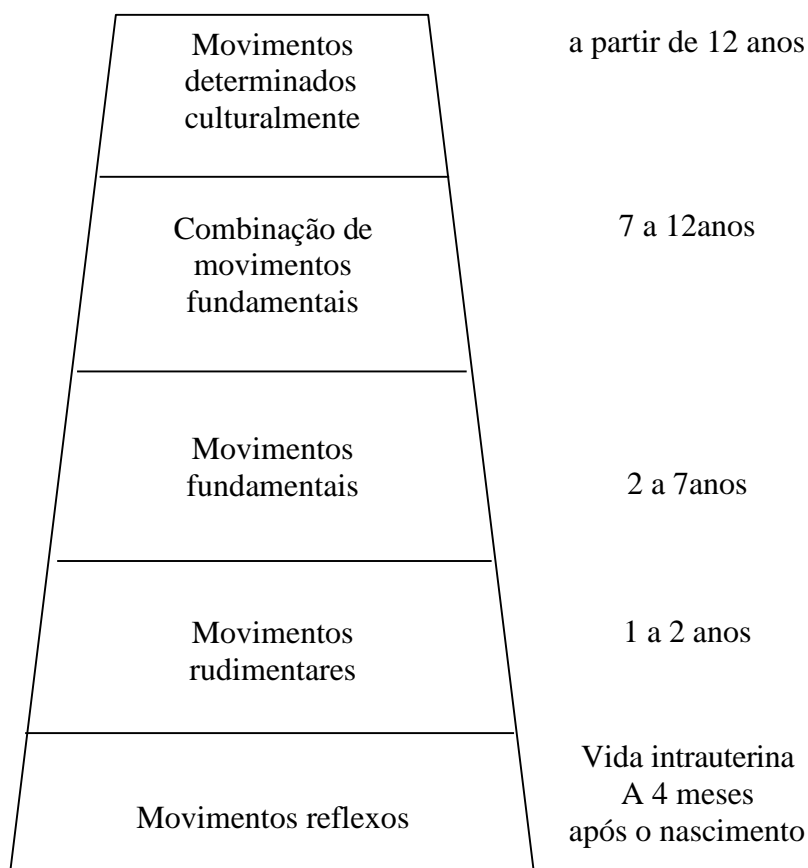 Movimentos
determinados
culturalmente
a partir de 12 anos
Combinação de
movimentos
fundamentais
7 a 12anos
Movimentos
fundamentais
2 a 7anos
Movimentos
rudimentares
1 a 2 anos
Movimentos reflexos
Vida intrauterina
A 4 meses
após o nascimento